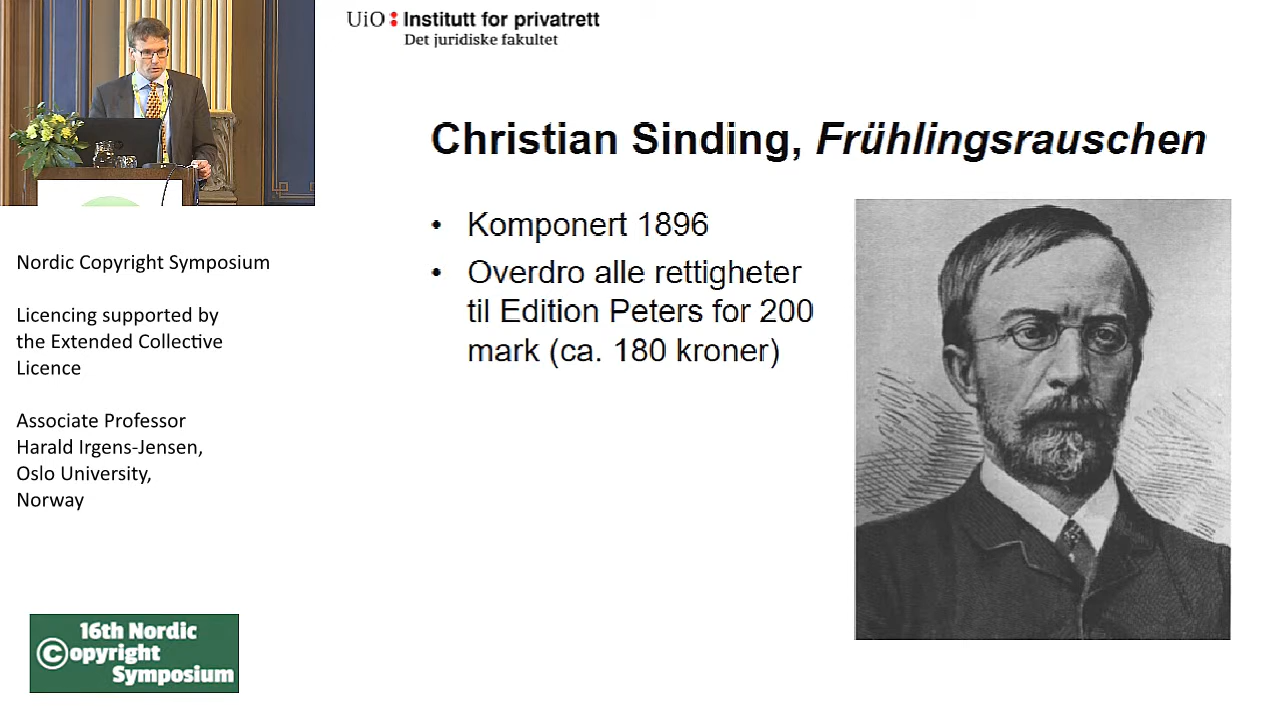 UiO Institutt for privatrett
Det juridiske fakultet
Christian Sinding, Frühlingsrauschen
• Komponert 1896
• Overdro alle rettigheter
til Edition Peters for 200
mark (ca. 180 kroner)
Nordic Copyright Symposium
Licencing supported by
the Extended Collective
Licence
Associate Professor
Harald Irgens-Jensen,
Oslo University,
Norway
16th Nordic
©opyright
Symposium